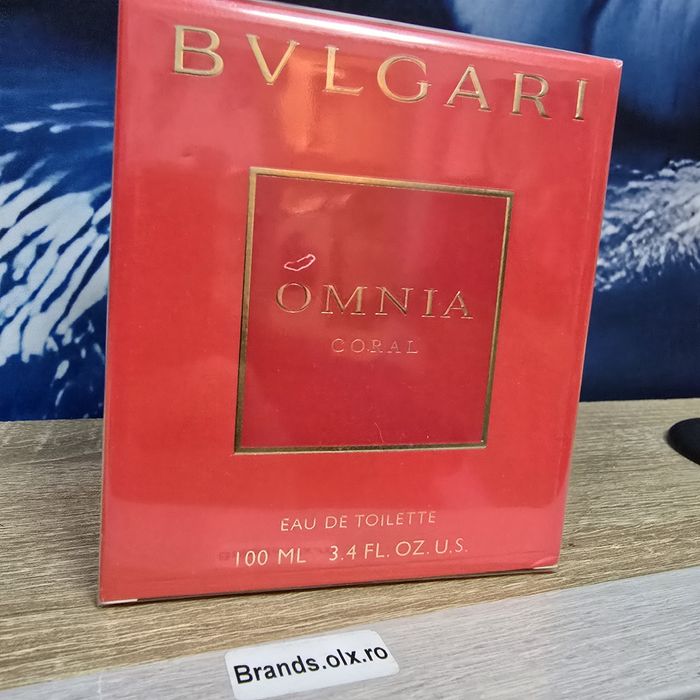 BVLGARI
OMNIA
CORAL
EAU DE TOILETTE
100 ML 3.4 FL. OZ. U.S.
Brands.olx.ro